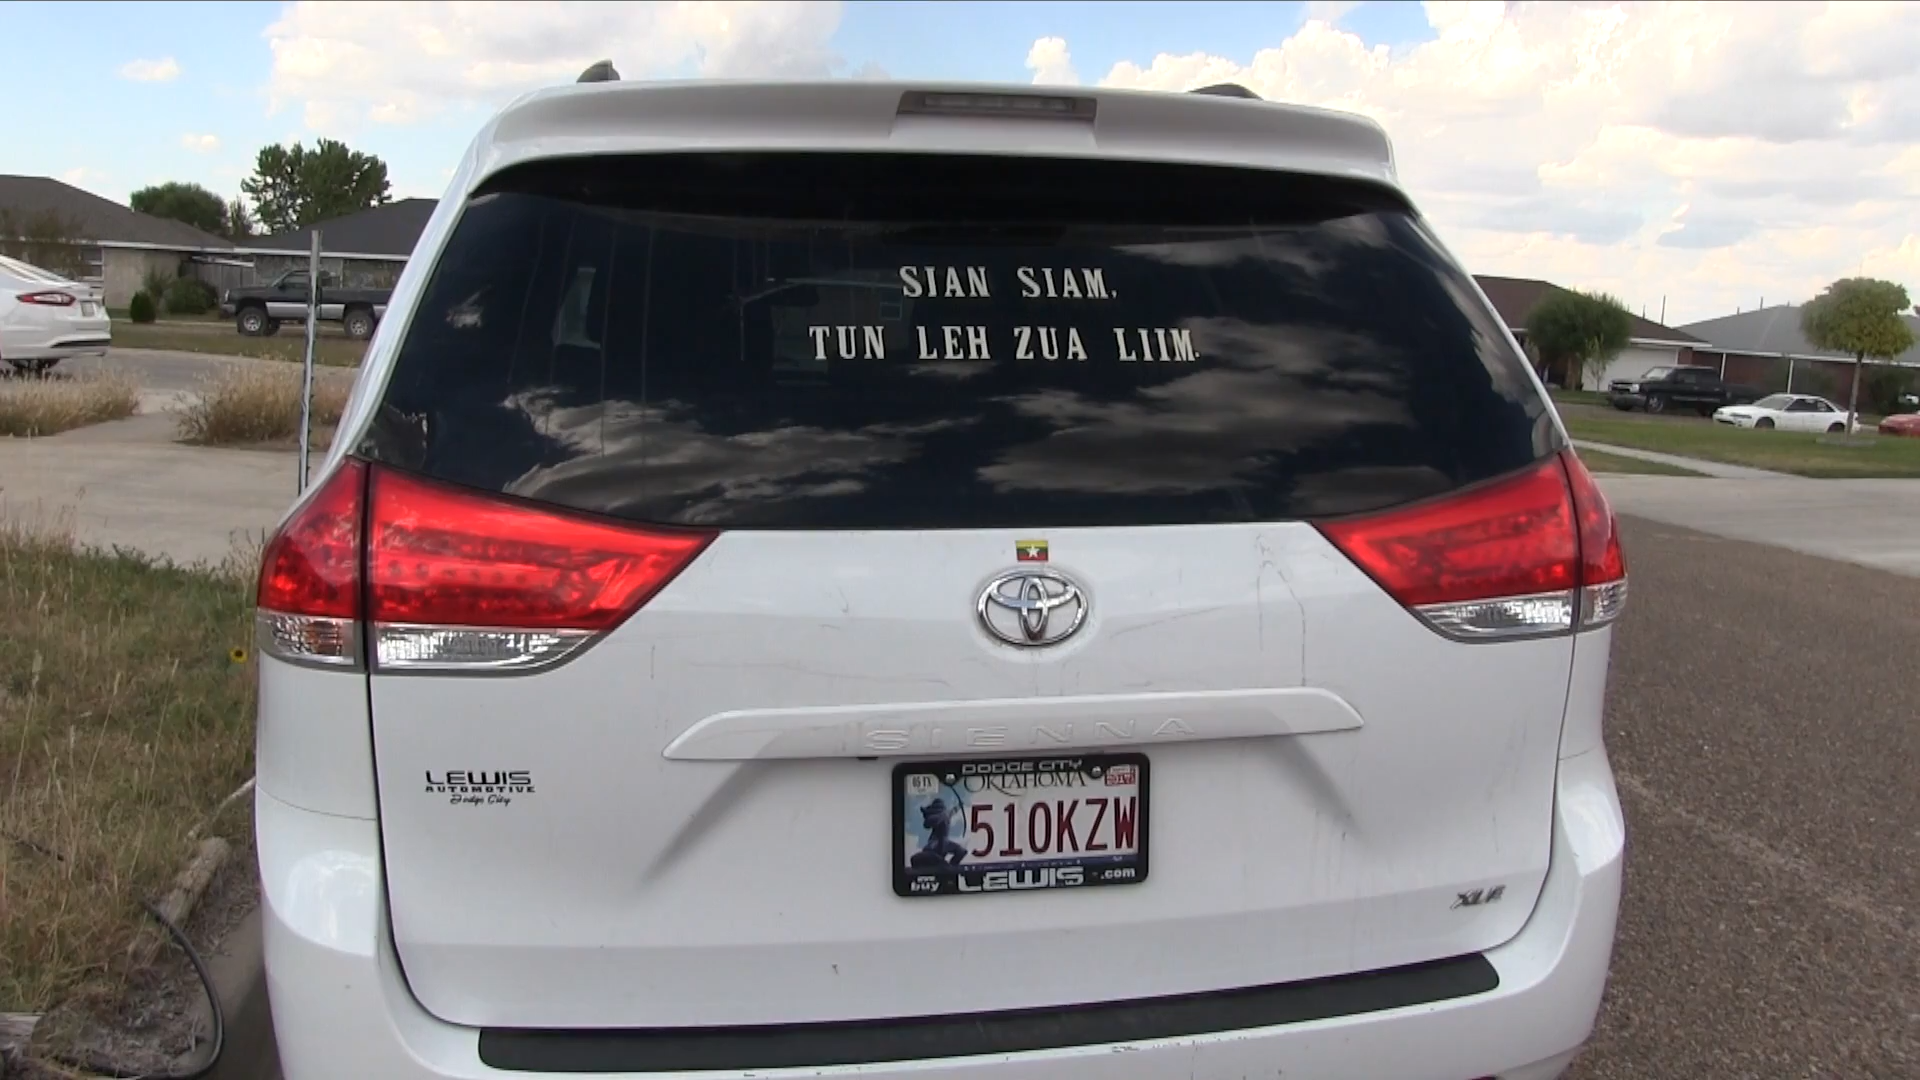 SIAN SIAM,
TUN LEH ZUA LIIM.
SIENNA
LEWIS
AUTOMOTIVE
Dodge City
DODGE CITY
OKLAHOMA
510KZW
www.
buy LEWIS .com
XLE